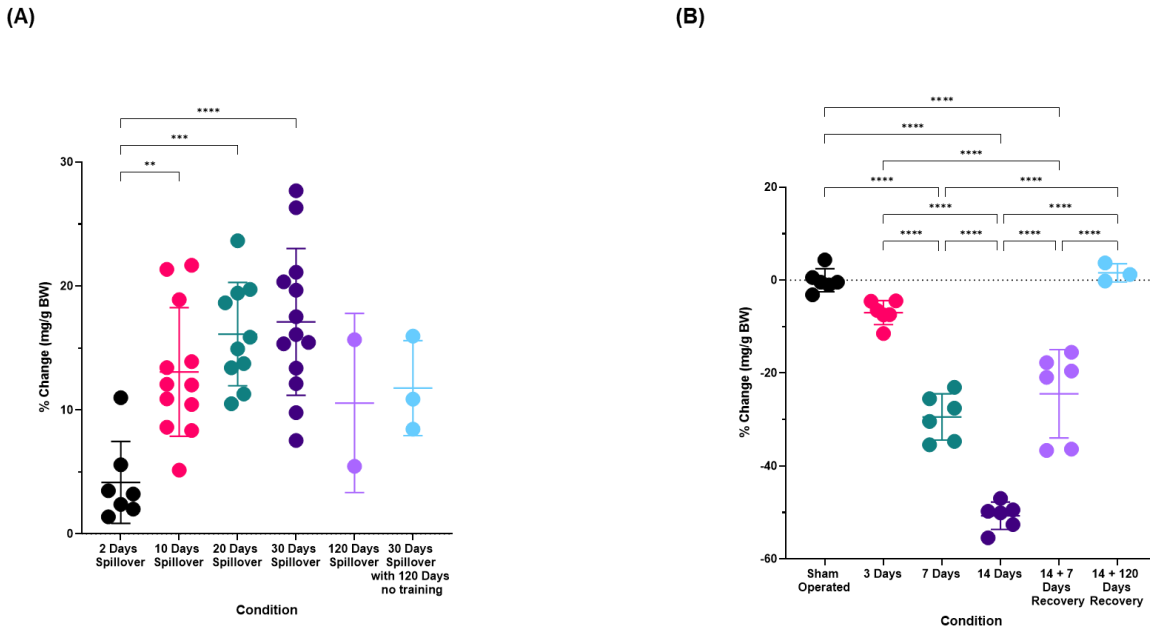 (A)
(B)
****
***
**
30
20
10
0
% Change (mg/g BW)
2 Days
Spillover
10 Days
Spillover
20 Days
Spillover
30 Days
Spillover
120 Days
Spillover
30 Days
Spillover
with 120 Days
no training
Condition
****
****
****
**** ****
**** ****
**** **** **** ****
20
0
-20
-40
-60
% Change (mg/g BW)
Sham
Operated
3 Days
7 Days
14 Days
14 + 7
Days
Recovery
14 + 120
Days
Recovery
Condition